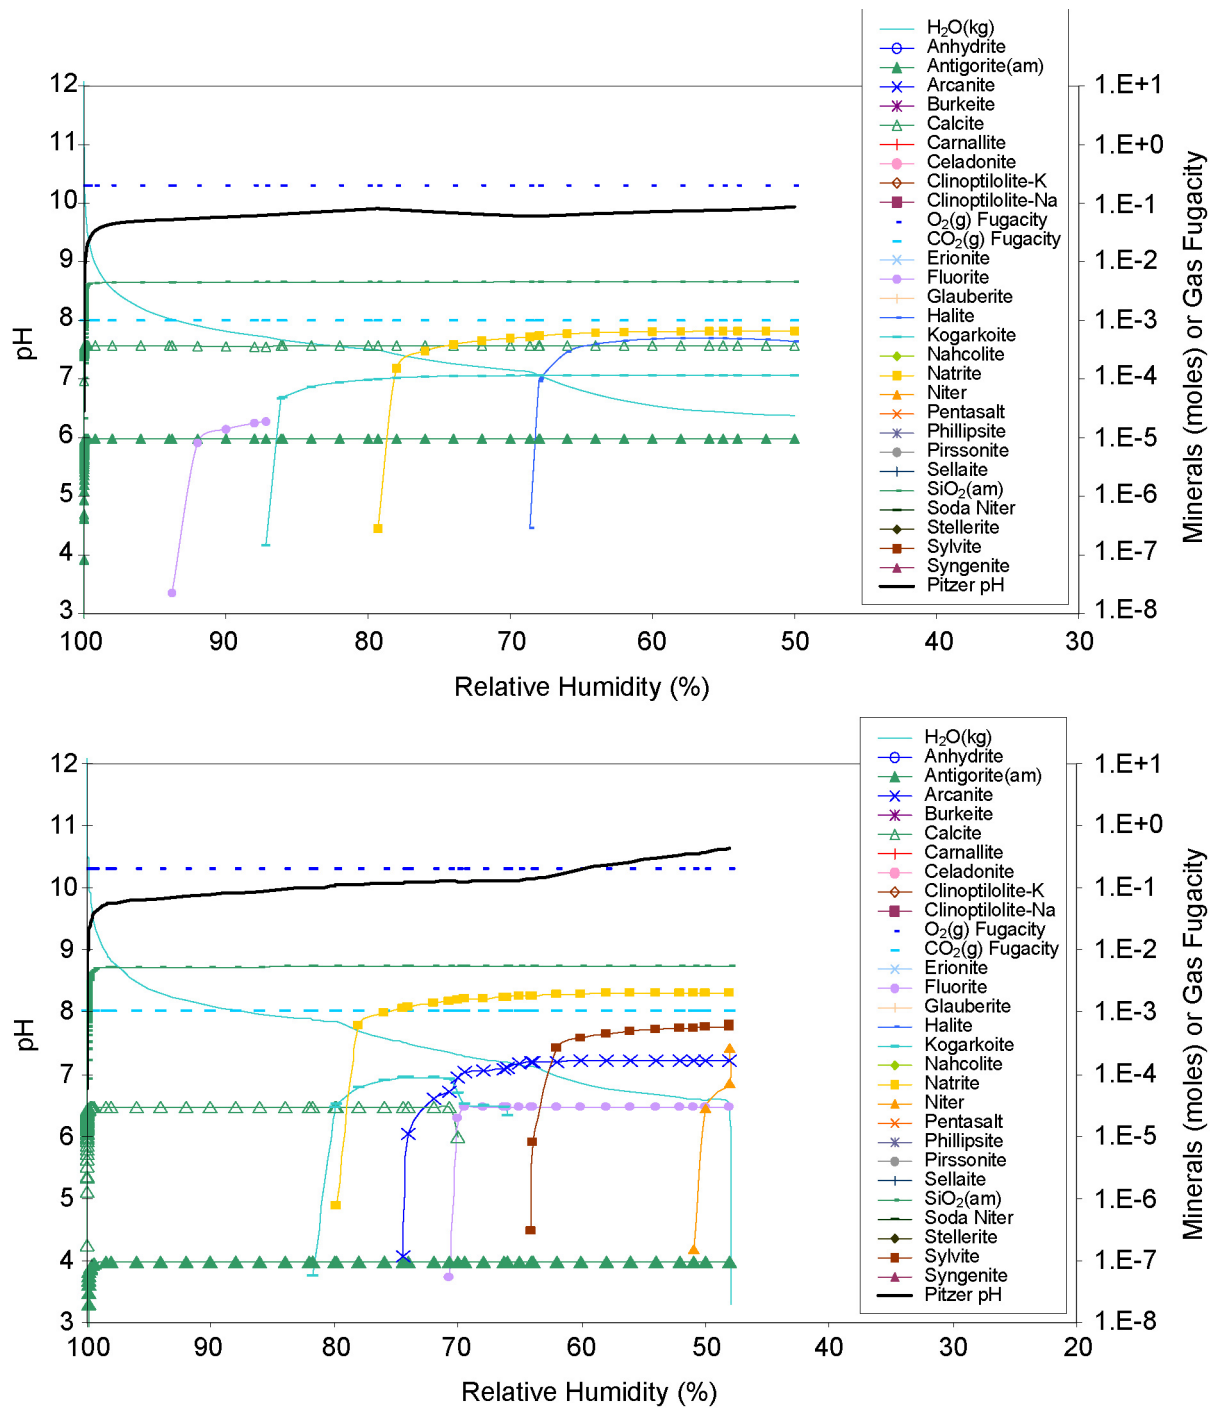 H₂O(kg)
Anhydrite
Antigorite(am)
Arcanite
Burkeite
Calcite
Carnallite
Celadonite
Clinoptilolite-K
Clinoptilolite-Na
O₂(g) Fugacity
CO₂(g) Fugacity
Erionite
Fluorite
Glauberite
Halite
Kogarkoite
Nahcolite
Natrite
Niter
Pentasalt
Phillipsite
Pirssonite
Sellaite
SiO₂(am)
Soda Niter
Stellerite
Sylvite
Syngenite
Pitzer pH
12
11
10
9
8
7
6
5
4
3
pH
1.E+1
1.E+0
1.E-1
1.E-2
1.E-3
1.E-4
1.E-5
1.E-6
1.E-7
1.E-8
Minerals (moles) or Gas Fugacity
100 90 80 70 60 50 40 30
Relative Humidity (%)
H₂O(kg)
Anhydrite
Antigorite(am)
Arcanite
Burkeite
Calcite
Carnallite
Celadonite
Clinoptilolite-K
Clinoptilolite-Na
O₂(g) Fugacity
CO₂(g) Fugacity
Erionite
Fluorite
Glauberite
Halite
Kogarkoite
Nahcolite
Natrite
Niter
Pentasalt
Phillipsite
Pirssonite
Sellaite
SiO₂(am)
Soda Niter
Stellerite
Sylvite
Syngenite
Pitzer pH
12
11
10
9
8
7
6
5
4
3
pH
1.E+1
1.E+0
1.E-1
1.E-2
1.E-3
1.E-4
1.E-5
1.E-6
1.E-7
1.E-8
Minerals (moles) or Gas Fugacity
100 90 80 70 60 50 40 30 20
Relative Humidity (%)